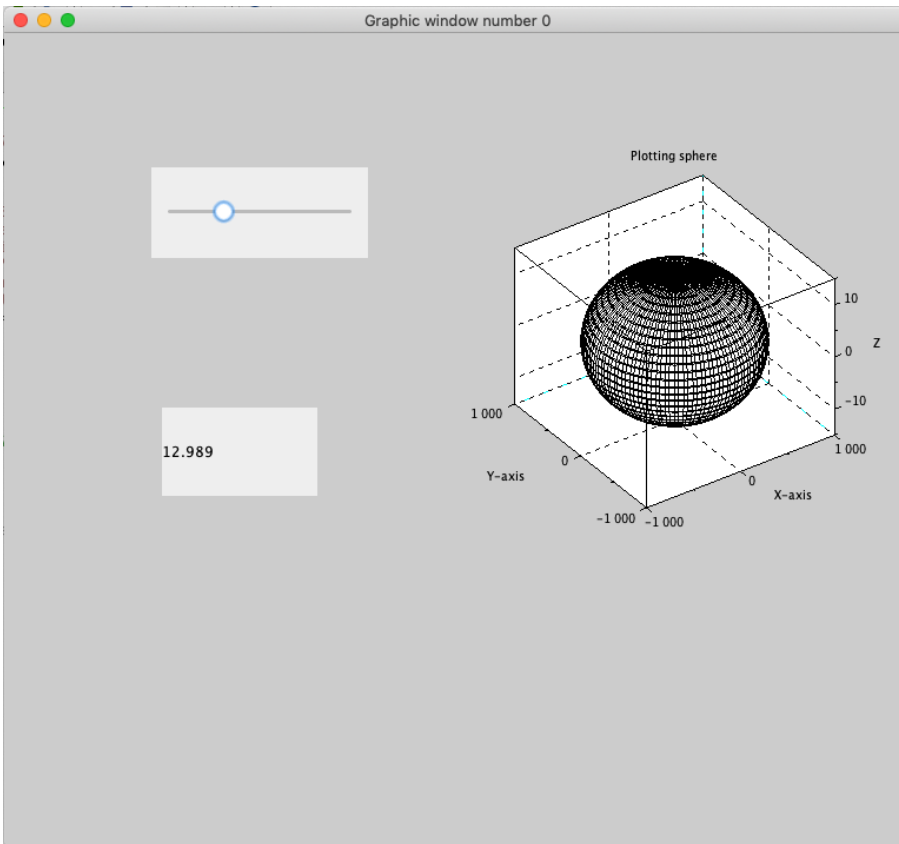 Graphic window number 0
Plotting sphere
12.989
10
0
-10
Z
1 000
0
-1 000
Y-axis
-1 000
0
1 000
X-axis